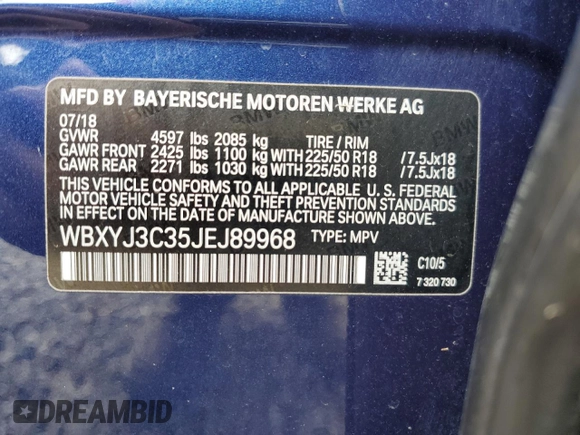 MFD BY BAYERISCHE MOTOREN WERKE AG
07/18
GVWR 4597 lbs 2085 kg TIRE / RIM
GAWR FRONT 2425 lbs 1100 kg WITH 225/50 R18 /7.5Jx18
GAWR REAR 2271 lbs 1030 kg WITH 225/50 R18 /7.5Jx18
THIS VEHICLE CONFORMS TO ALL APPLICABLE U. S. FEDERAL
MOTOR VEHICLE SAFETY AND THEFT PREVENTION STANDARDS
IN EFFECT ON THE DATE OF MANUFACTURE SHOWN ABOVE.
WBXYJ3C35JEJ89968 TYPE: MPV
C10/5
7 320 730
DREAMBID